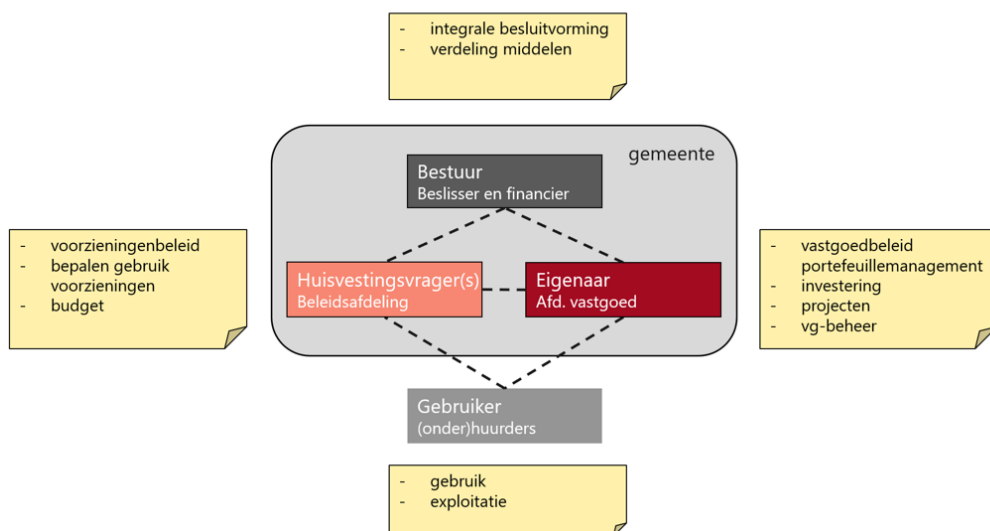 - integrale besluitvorming
- verdeling middelen
gemeente
Bestuur
Beslisser en financier
- voorzieningenbeleid
- bepalen gebruik
voorzieningen
- budget
Huisvestingsvrager(s)
Beleidsafdeling
Eigenaar
Afd. vastgoed
- vastgoedbeleid
portefeuillemanagement
- investering
- projecten
- vg-beheer
Gebruiker
(onder)huurders
- gebruik
- exploitatie